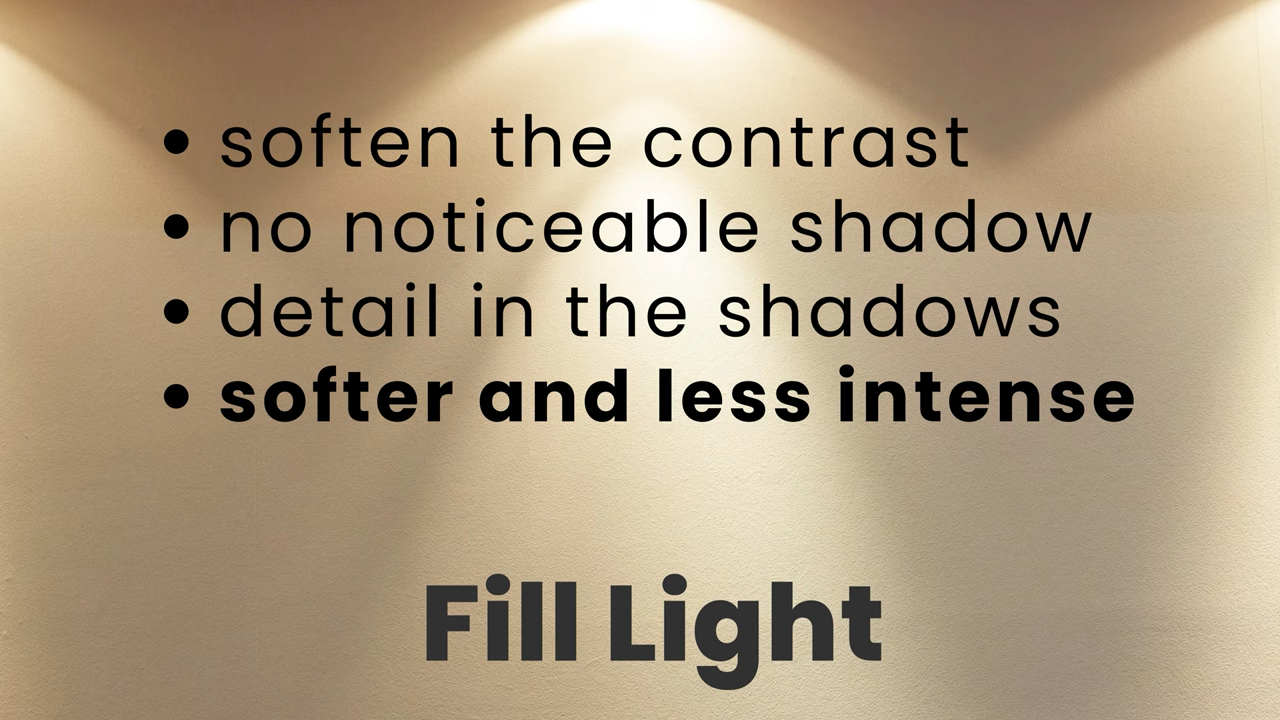 • soften the contrast
• no noticeable shadow
• detail in the shadows
• softer and less intense
Fill Light